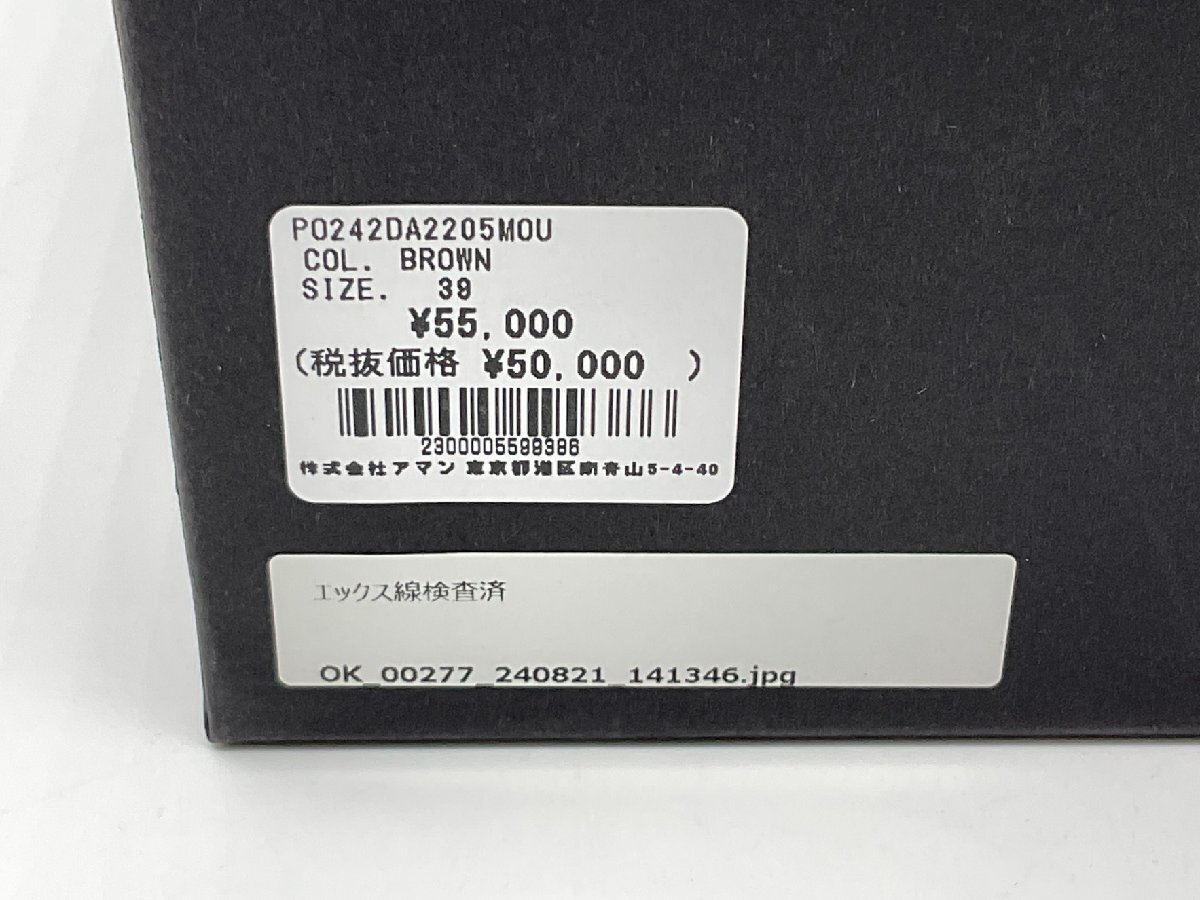 PO242DA2205MOU
COL. BROWN
SIZE. 39
¥55,000
(税抜価格 ¥50,000 )
2300005599386
株式会社アマン 東京都港区南青山5-4-40
エックス線検査済
OK_00277_240821_141346.jpg